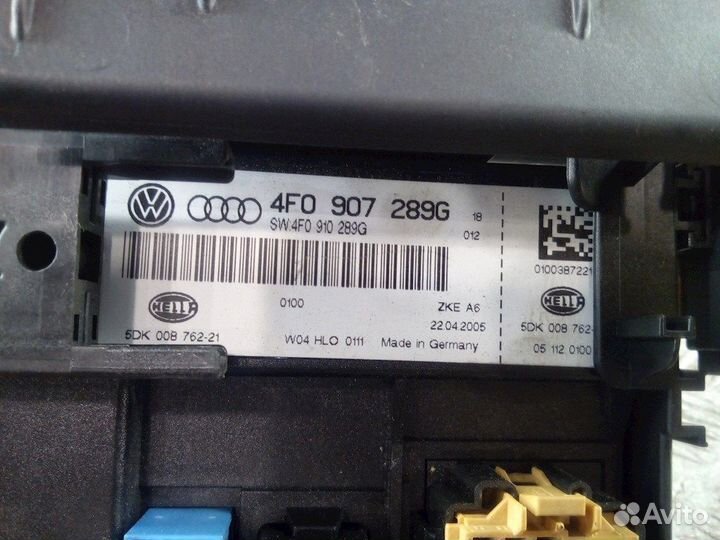 4F0 907 289G 18
SW:4F0 910 289G 012
0100387221
0100 ZKE A6
HELLA
HELLA
22.04.2005
5DK 008 762-21 W04 HLO 0111 Made in Germany
5DK 008 762-
05 112 0100
Avito